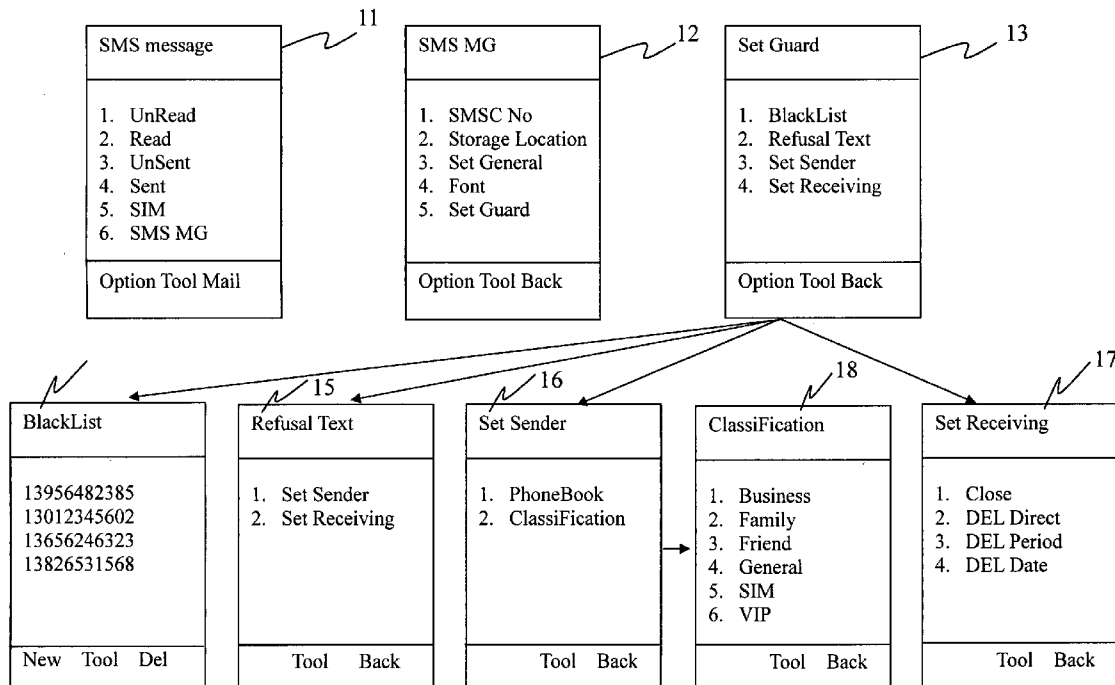 11
SMS message
1. UnRead
2. Read
3. UnSent
4. Sent
5. SIM
6. SMS MG
Option Tool Mail
12
SMS MG
1. SMSC No
2. Storage Location
3. Set General
4. Font
5. Set Guard
Option Tool Back
13
Set Guard
1. BlackList
2. Refusal Text
3. Set Sender
4. Set Receiving
Option Tool Back
BlackList
13956482385
13012345602
13656246323
13826531568
New Tool Del
15
Refusal Text
1. Set Sender
2. Set Receiving
Tool Back
16
Set Sender
1. PhoneBook
2. ClassiFication
Tool Back
18
ClassiFication
1. Business
2. Family
3. Friend
4. General
5. SIM
6. VIP
Tool Back
17
Set Receiving
1. Close
2. DEL Direct
3. DEL Period
4. DEL Date
Tool Back